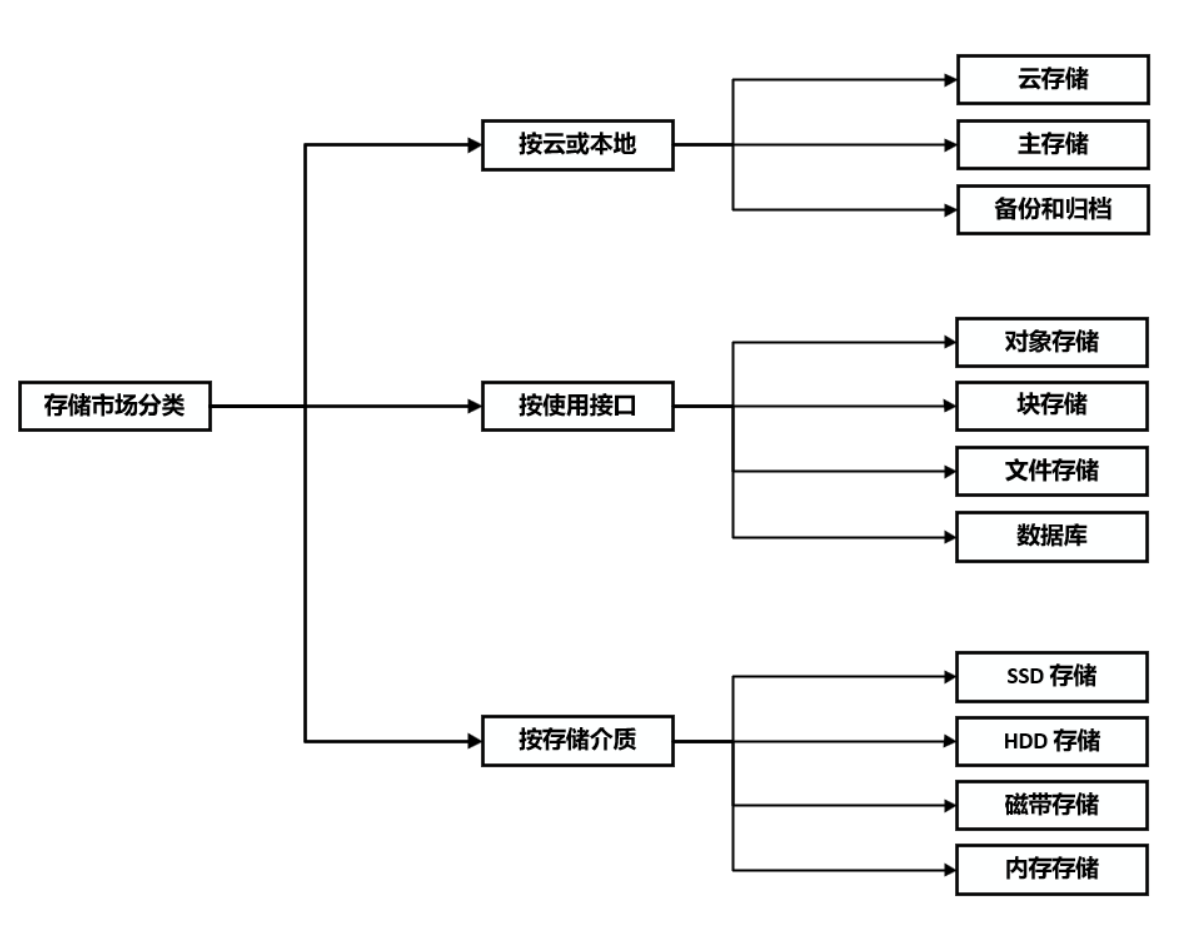 存储市场分类
按云或本地
云存储
主存储
备份和归档
按使用接口
对象存储
块存储
文件存储
数据库
按存储介质
SSD 存储
HDD 存储
磁带存储
内存存储